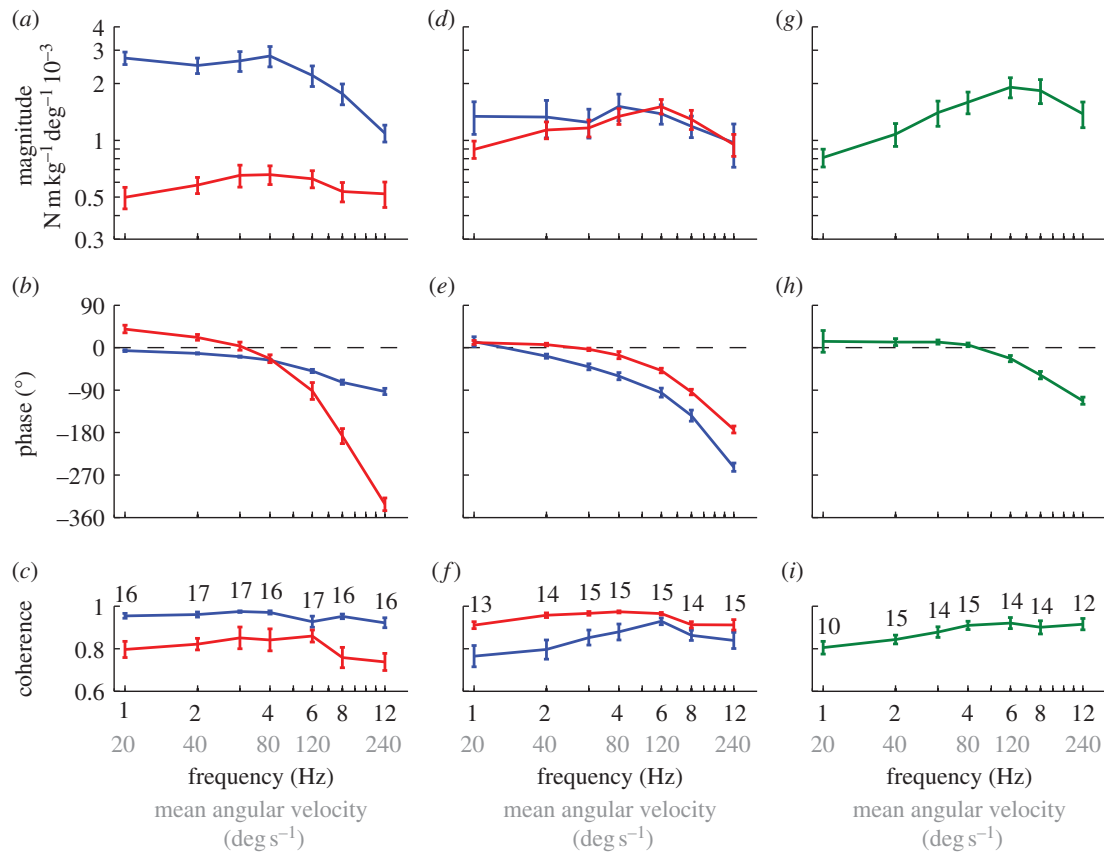 (a) (d) (g)
magnitude
N m kg⁻¹ deg⁻¹ 10⁻³
4
3
2
1
0.5
0.3
(b) (e) (h)
phase (°)
90
0
–90
–180
–270
–360
(c) (f) (i)
16 17 17 16 17 16 16
13 14 15 15 15 14 15
10 15 14 15 14 14 12
coherence
1
0.8
0.6
1 2 4 6 8 12 1 2 4 6 8 12 1 2 4 6 8 12
20 40 80 120 240 20 40 80 120 240 20 40 80 120 240
frequency (Hz) frequency (Hz) frequency (Hz)
mean angular velocity mean angular velocity mean angular velocity
(deg s⁻¹) (deg s⁻¹) (deg s⁻¹)